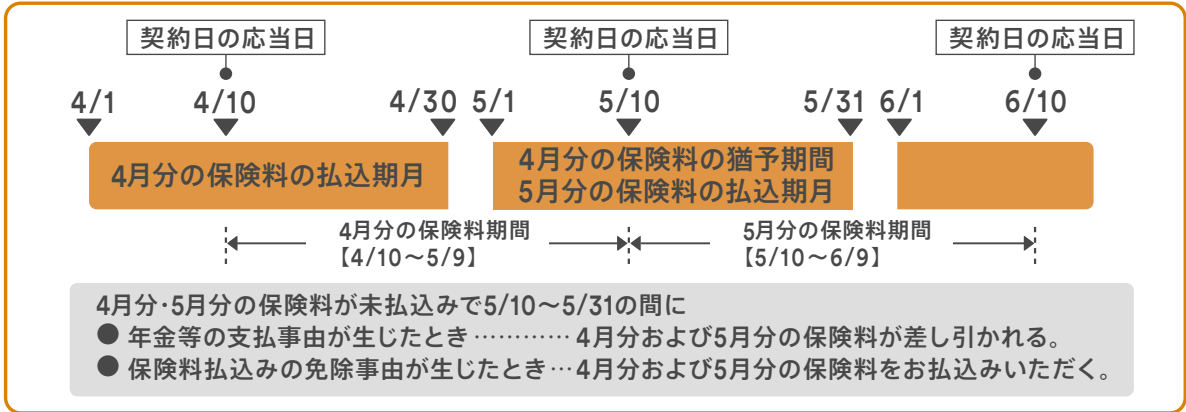 契約日の応当日 契約日の応当日 契約日の応当日
4/1 4/10 4/30 5/1 5/10 5/31 6/1 6/10
4月分の保険料の払込期月
4月分の保険料の猶予期間
5月分の保険料の払込期月
4月分の保険料期間
【4/10～5/9】
5月分の保険料期間
【5/10～6/9】
4月分・5月分の保険料が未払込みで5/10～5/31の間に
● 年金等の支払事由が生じたとき………… 4月分および5月分の保険料が差し引かれる。
● 保険料払込みの免除事由が生じたとき…4月分および5月分の保険料をお払込みいただく。